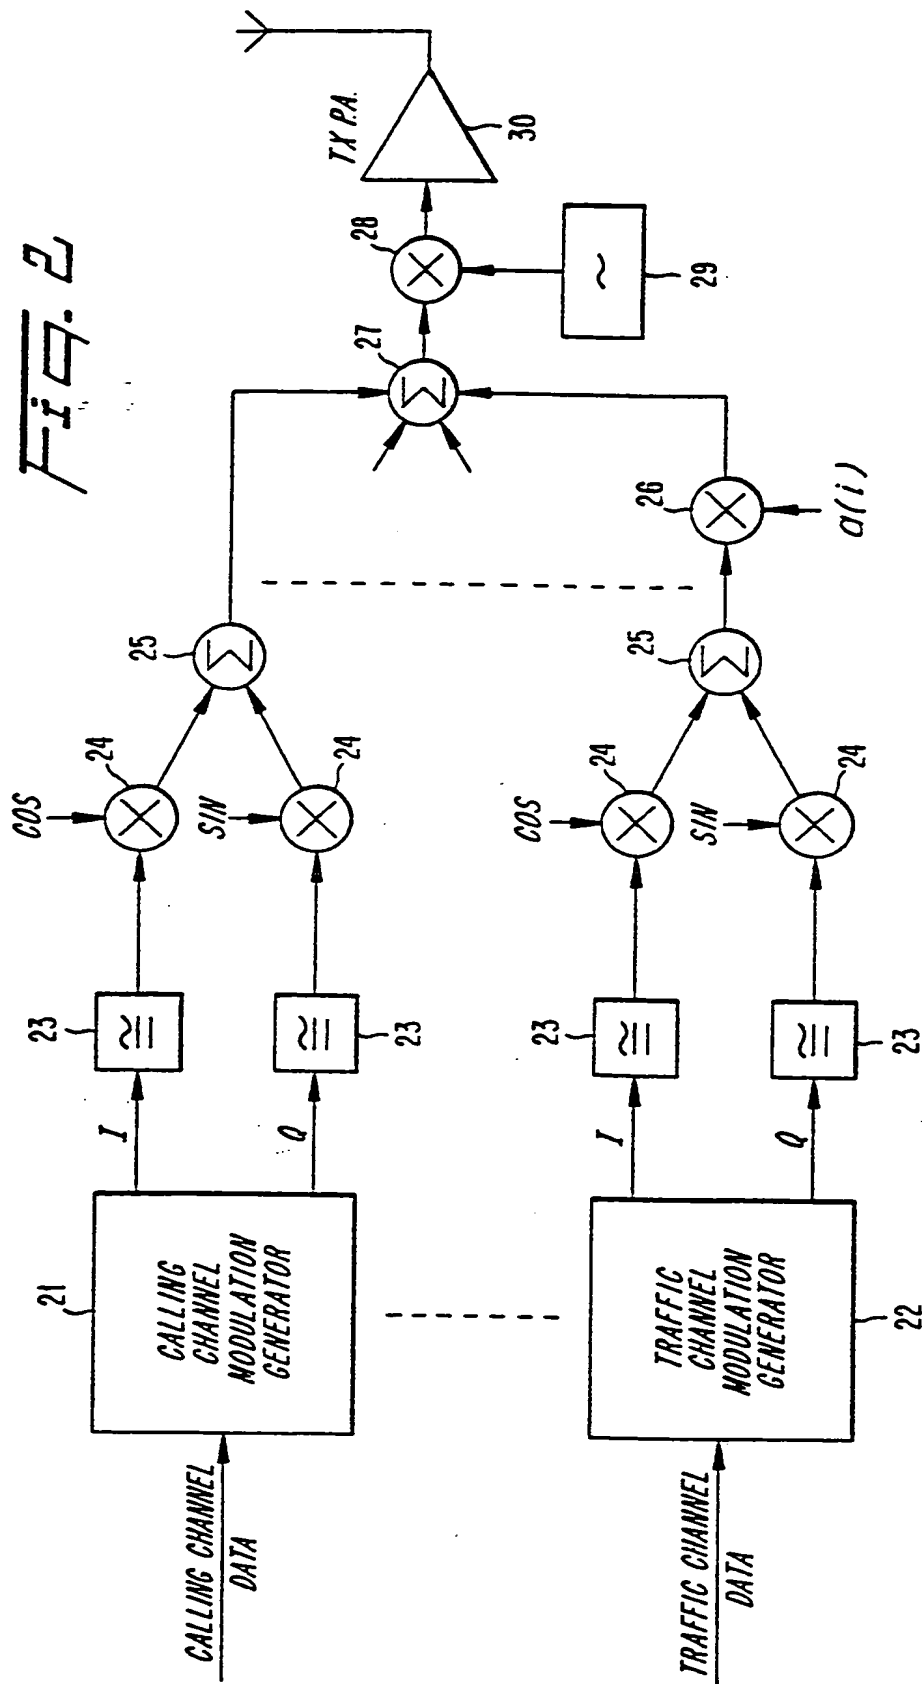 Fig. 2
CALLING CHANNEL
DATA
21
CALLING
CHANNEL
MODULATION
GENERATOR
I
Q
23
23
COS
24
SIN
24
25
TRAFFIC CHANNEL
DATA
TRAFFIC
CHANNEL
MODULATION
GENERATOR
22
I
Q
23
23
COS
24
SIN
24
25
26
a(i)
27
28
29
TX P.A.
30